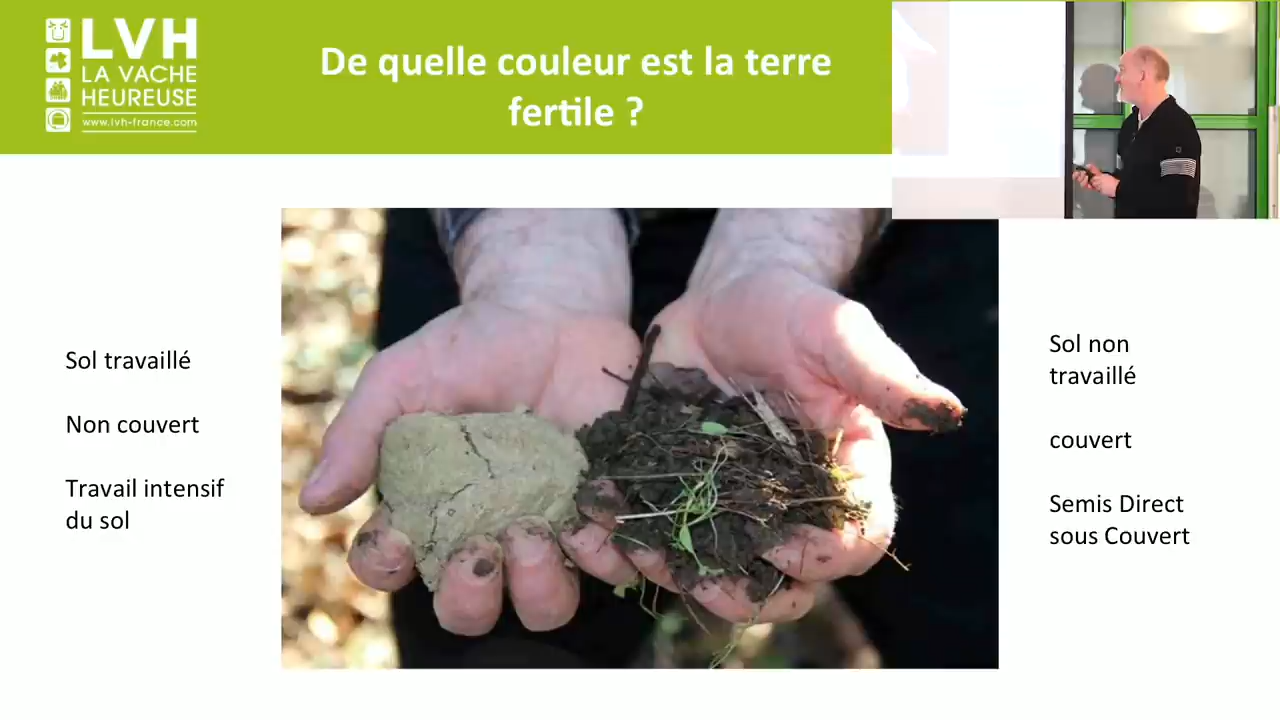 LVH
LA VACHE
HEUREUSE
www.lvh-france.com
De quelle couleur est la terre
fertile ?
Sol travaillé
Non couvert
Travail intensif
du sol
Sol non
travaillé
couvert
Semis Direct
sous Couvert